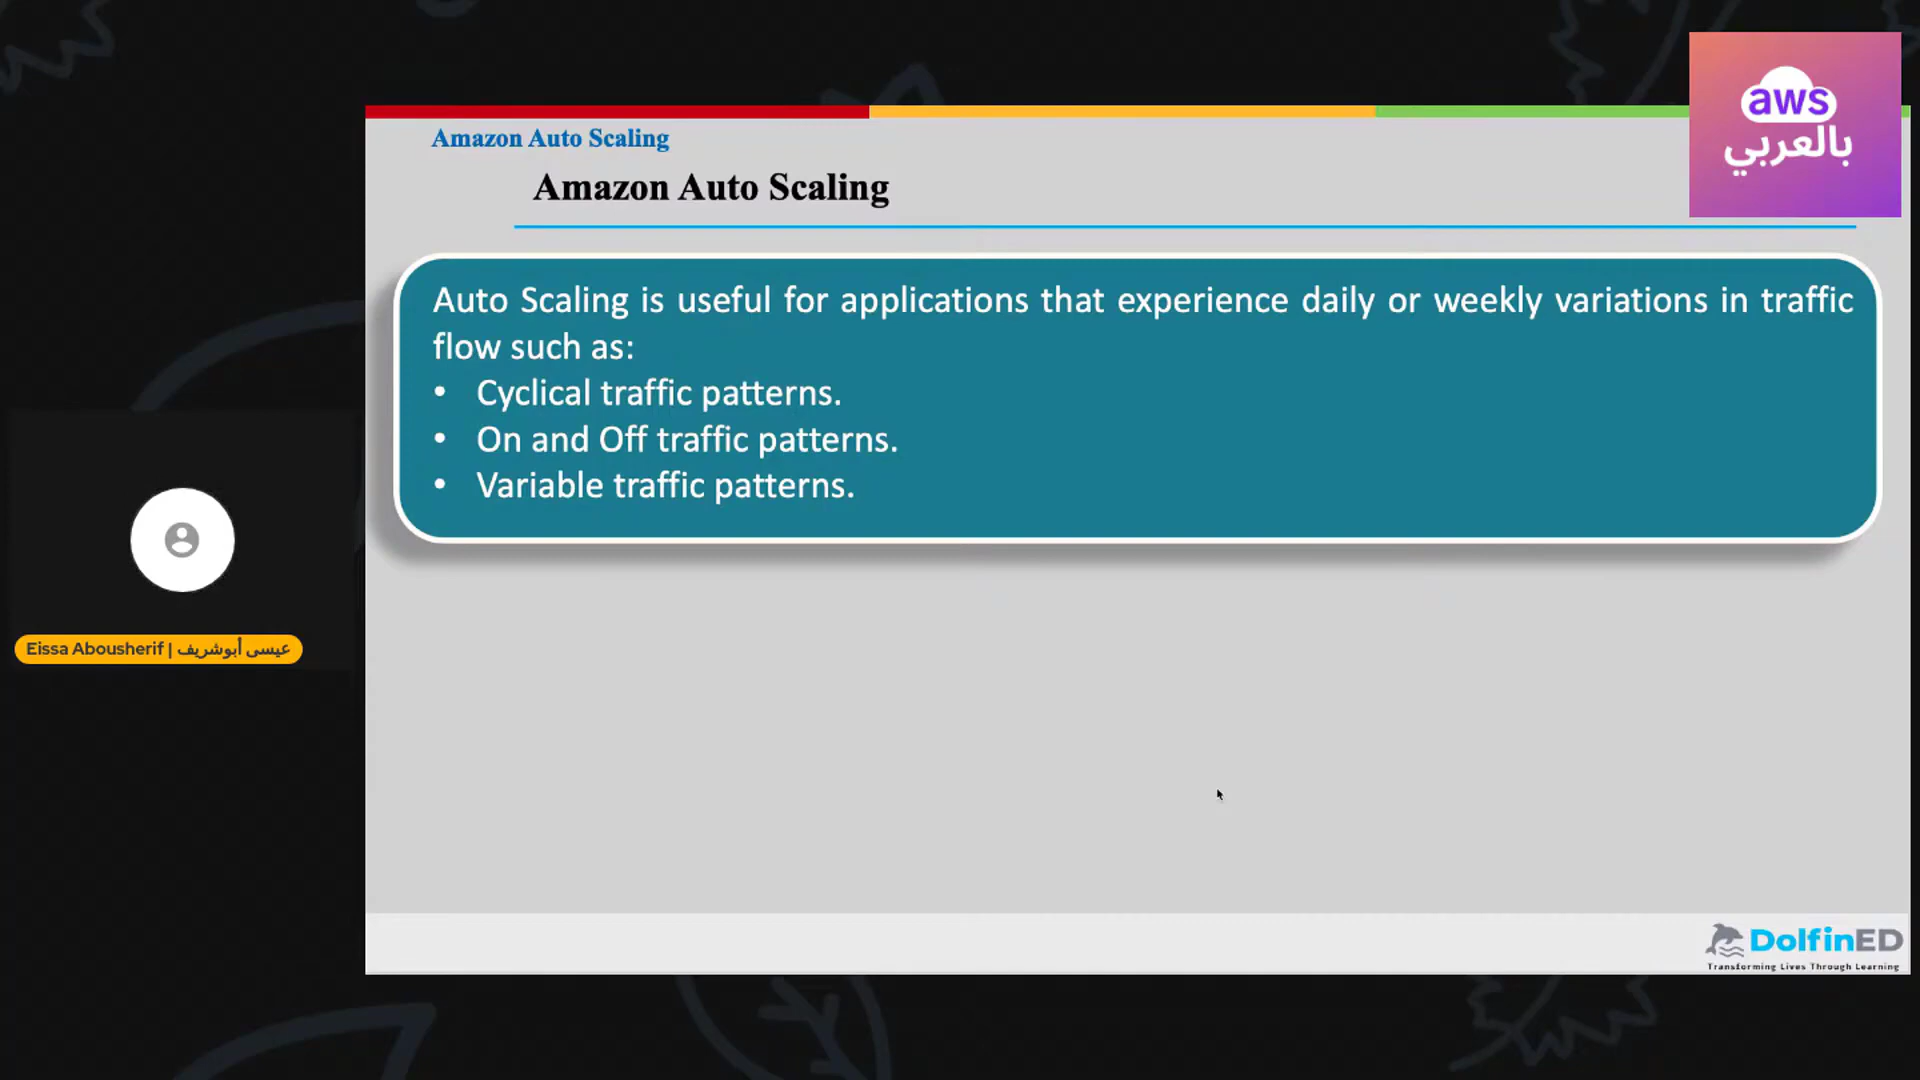 aws
بالعربي
Amazon Auto Scaling
Amazon Auto Scaling
Auto Scaling is useful for applications that experience daily or weekly variations in traffic
flow such as:
• Cyclical traffic patterns.
• On and Off traffic patterns.
• Variable traffic patterns.
Eissa Abousherif | عيسى أبوشريف
DolfinED
Transforming Lives Through Learning